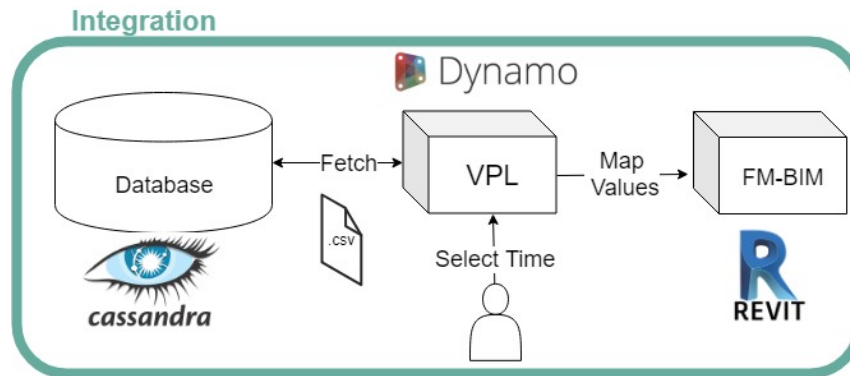 Integration
Dynamo
Database
Fetch
VPL
Map
Values
FM-BIM
.csv
Select Time
cassandra
REVIT